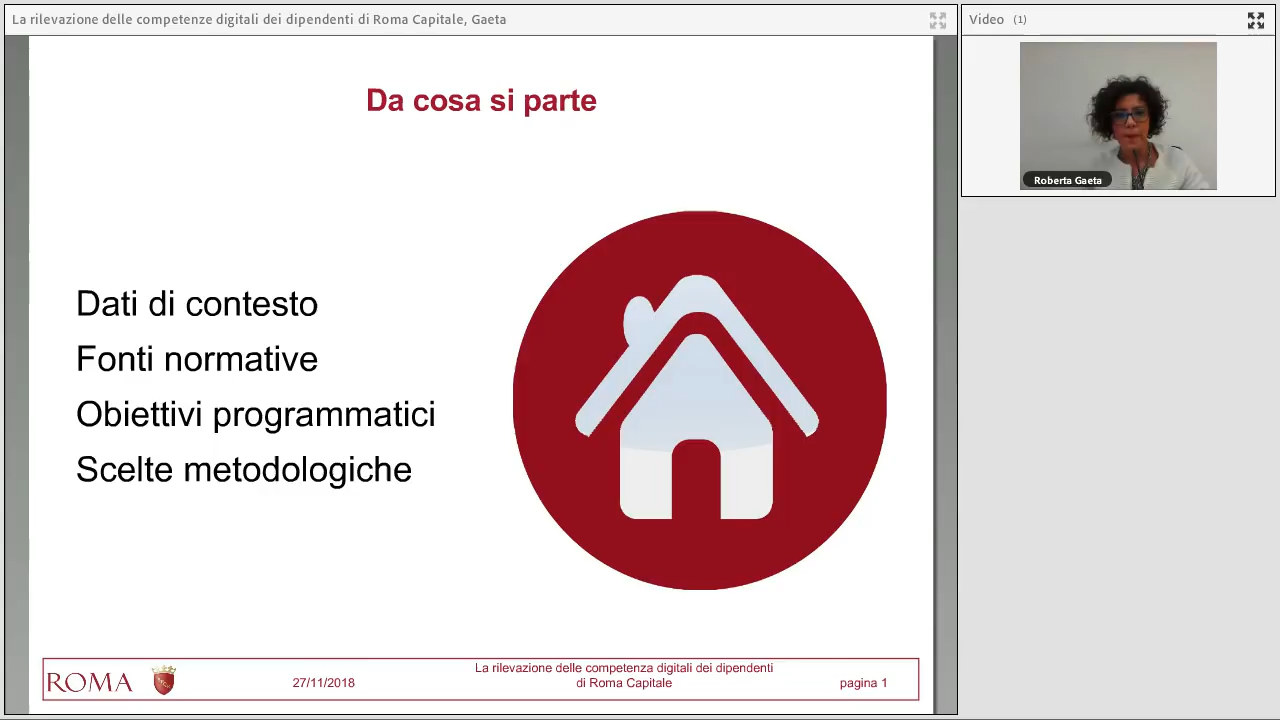 La rilevazione delle competenze digitali dei dipendenti di Roma Capitale, Gaeta
Video (1)
Roberta Gaeta
Da cosa si parte
Dati di contesto
Fonti normative
Obiettivi programmatici
Scelte metodologiche
ROMA
27/11/2018
La rilevazione delle competenza digitali dei dipendenti
di Roma Capitale
pagina 1